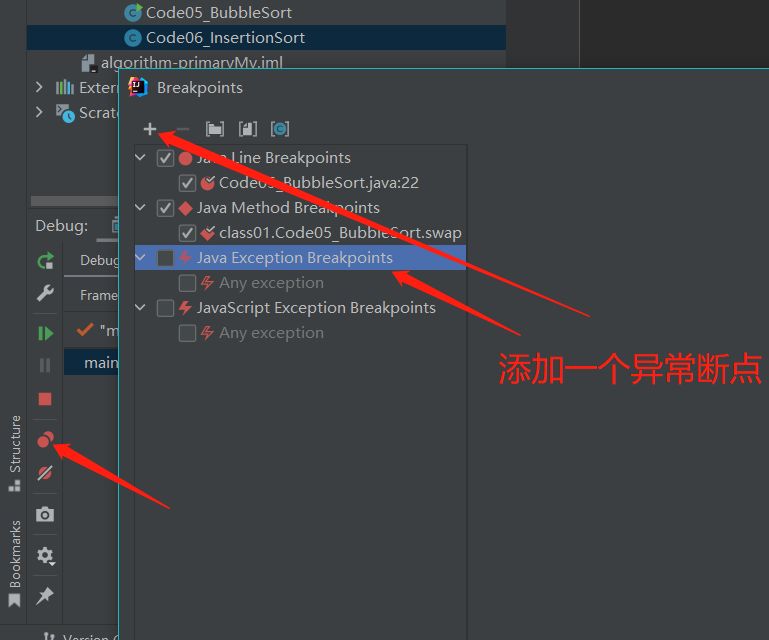 Code05_BubbleSort
Code06_InsertionSort
algorithm-primaryMy.iml
Breakpoints
Java Line Breakpoints
Code05_BubbleSort.java:22
Java Method Breakpoints
class01.Code05_BubbleSort.swap
Java Exception Breakpoints
Any exception
JavaScript Exception Breakpoints
Any exception
添加一个异常断点
Exter
Scratc
Debug:
Debug
Frame
"m
main
Structure
Bookmarks
Version